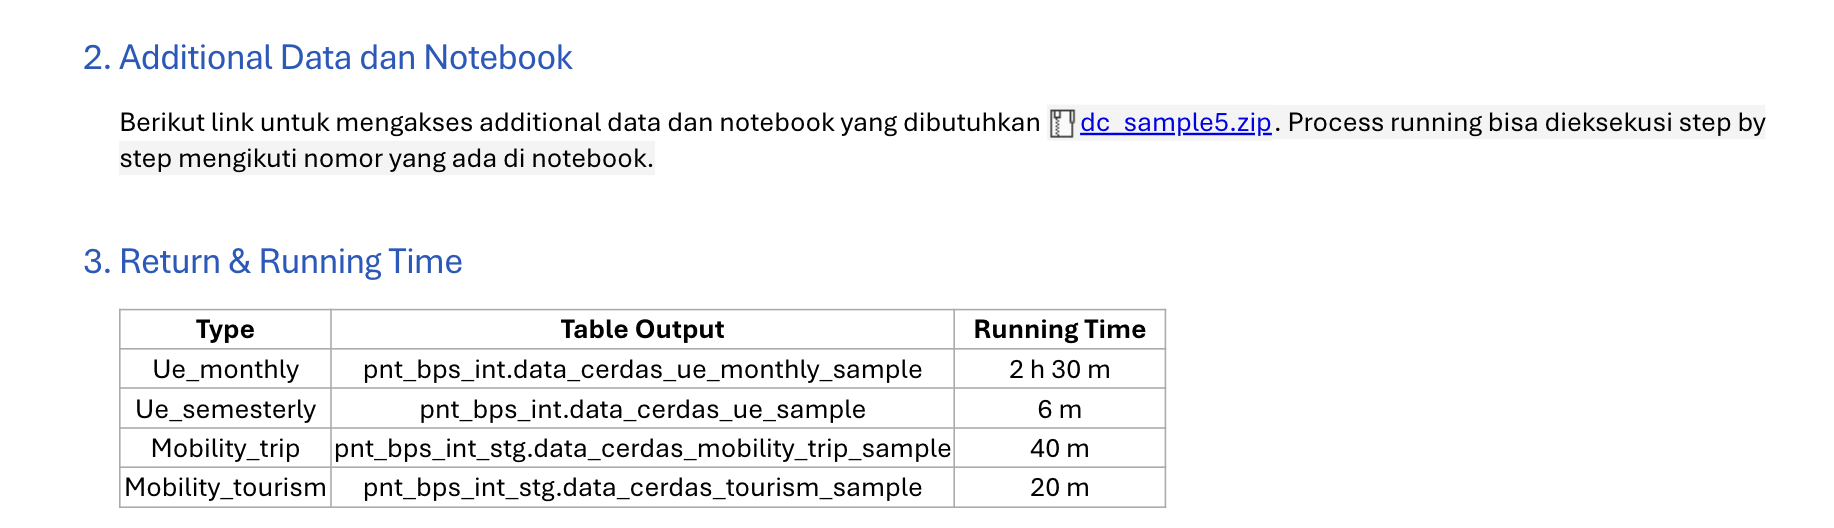 2. Additional Data dan Notebook
Berikut link untuk mengakses additional data dan notebook yang dibutuhkan dc_sample5.zip. Process running bisa dieksekusi step by
step mengikuti nomor yang ada di notebook.
3. Return & Running Time
Type Table Output Running Time
Ue_monthly pnt_bps_int.data_cerdas_ue_monthly_sample 2 h 30 m
Ue_semesterly pnt_bps_int.data_cerdas_ue_sample 6 m
Mobility_trip pnt_bps_int_stg.data_cerdas_mobility_trip_sample 40 m
Mobility_tourism pnt_bps_int_stg.data_cerdas_tourism_sample 20 m